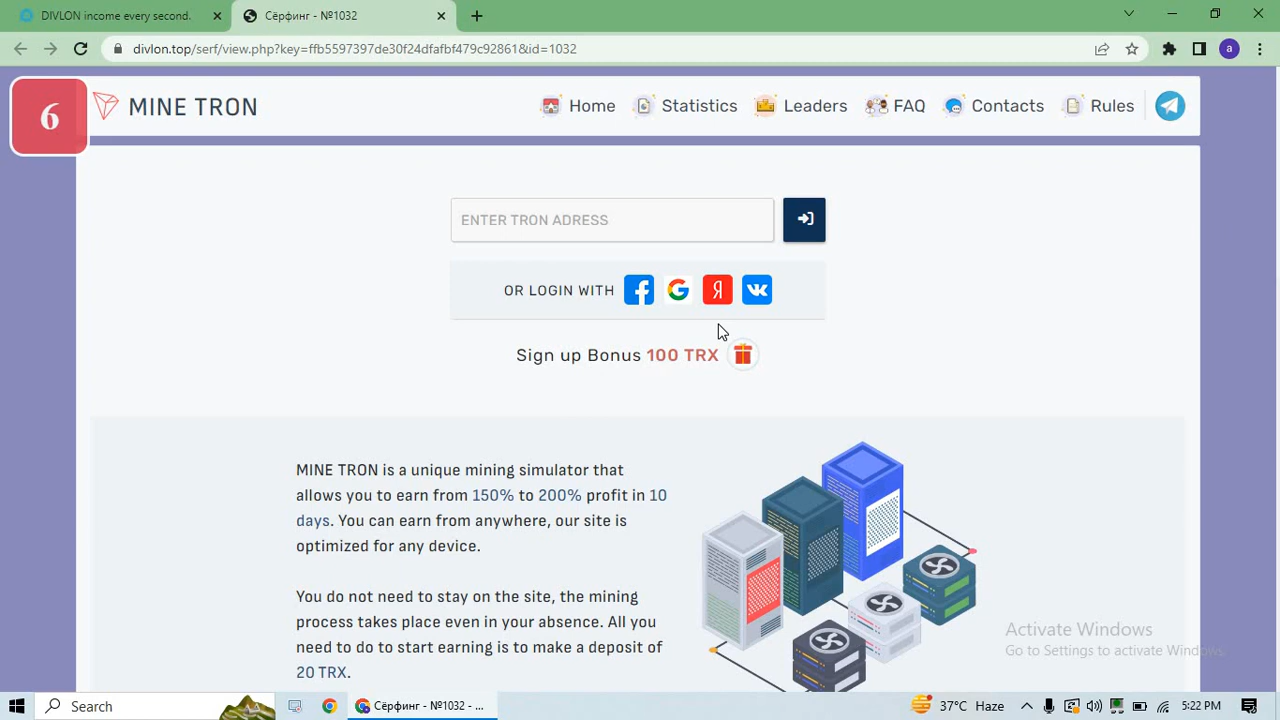 DIVLON income every second.
Сёрфинг - №1032
divlon.top/serf/view.php?key=ffb5597397de30f24dfafbf479c92861&id=1032
a
6
MINE TRON
Home
Statistics
Leaders
FAQ
Contacts
Rules
ENTER TRON ADRESS
OR LOGIN WITH
G
Я
Sign up Bonus 100 TRX
MINE TRON is a unique mining simulator that
allows you to earn from 150% to 200% profit in 10
days. You can earn from anywhere, our site is
optimized for any device.
You do not need to stay on the site, the mining
process takes place even in your absence. All you
need to do to start earning is to make a deposit of
20 TRX.
Activate Windows
Go to Settings to activate Windows.
Search
Сёрфинг - №1032 - ...
37°C Haze
5:22 PM